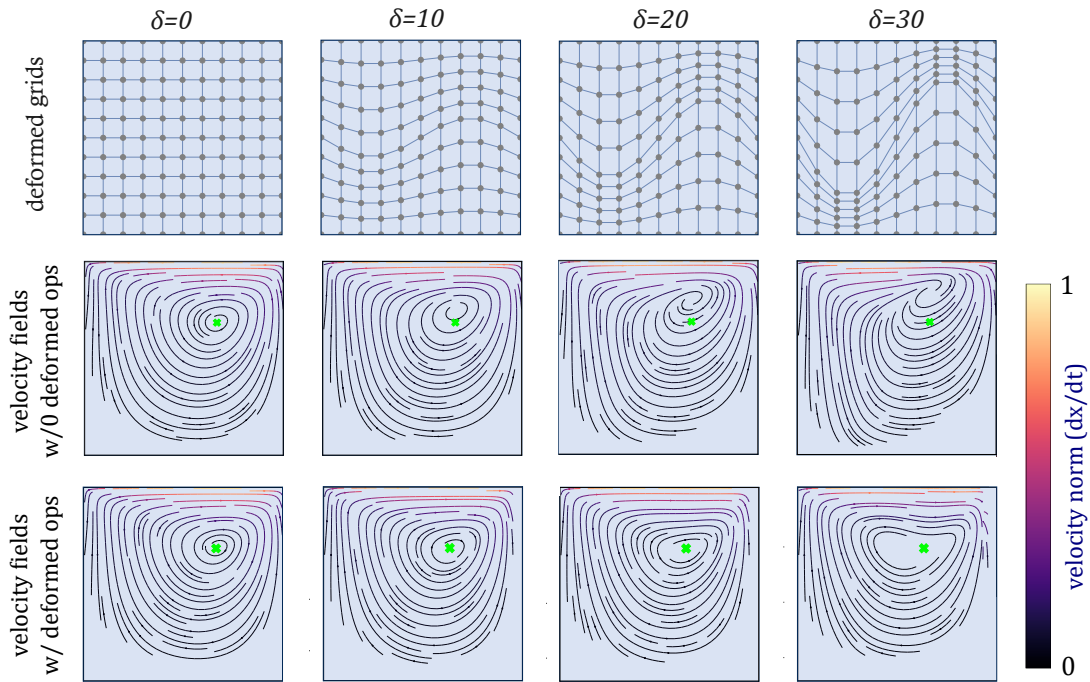 δ=0
δ=10
δ=20
δ=30
deformed grids
velocity fields
w/0 deformed ops
velocity fields
w/ deformed ops
1
velocity norm (dx/dt)
0